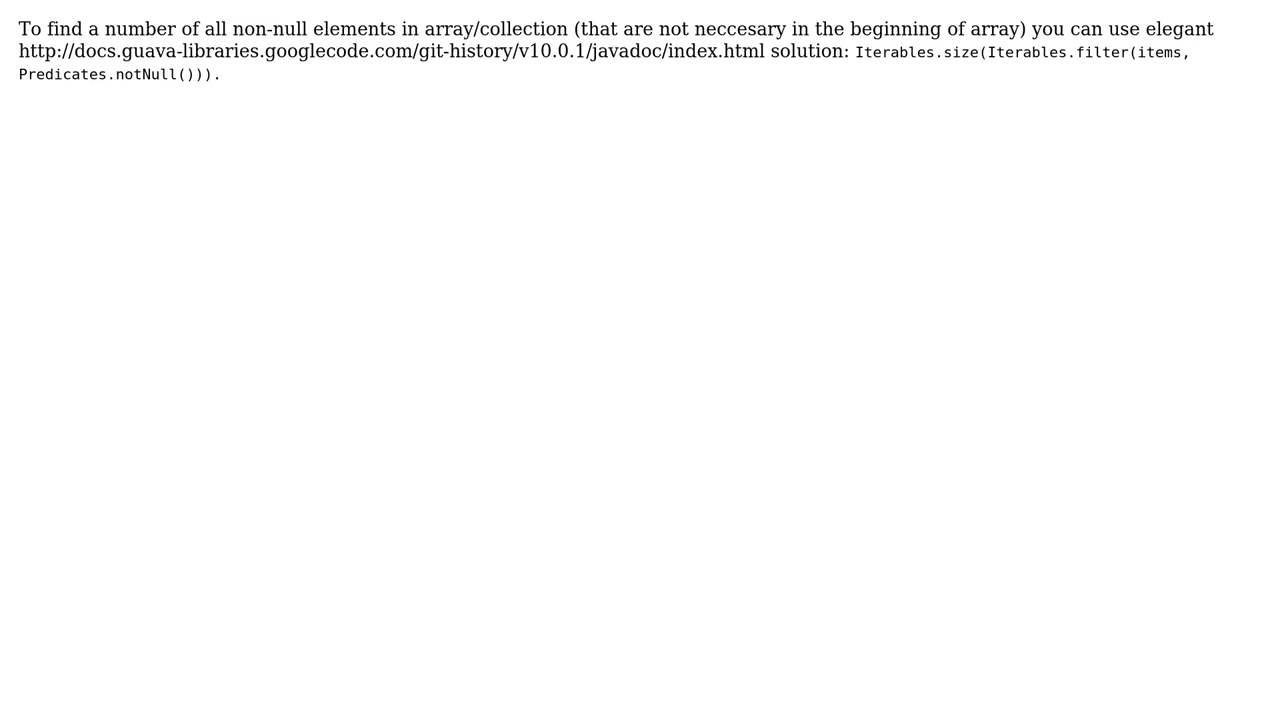 To find a number of all non-null elements in array/collection (that are not neccesary in the beginning of array) you can use elegant
http://docs.guava-libraries.googlecode.com/git-history/v10.0.1/javadoc/index.html solution: Iterables.size(Iterables.filter(items,
Predicates.notNull())).